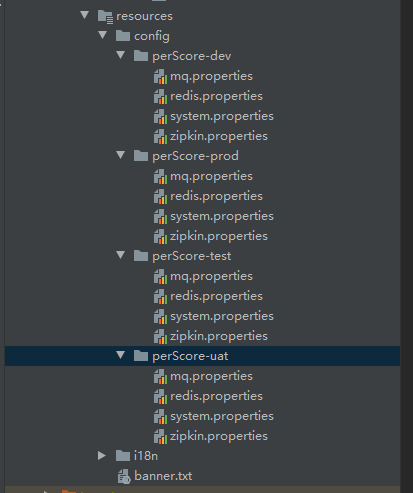 resources
config
perScore-dev
mq.properties
redis.properties
system.properties
zipkin.properties
perScore-prod
mq.properties
redis.properties
system.properties
zipkin.properties
perScore-test
mq.properties
redis.properties
system.properties
zipkin.properties
perScore-uat
mq.properties
redis.properties
system.properties
zipkin.properties
i18n
banner.txt